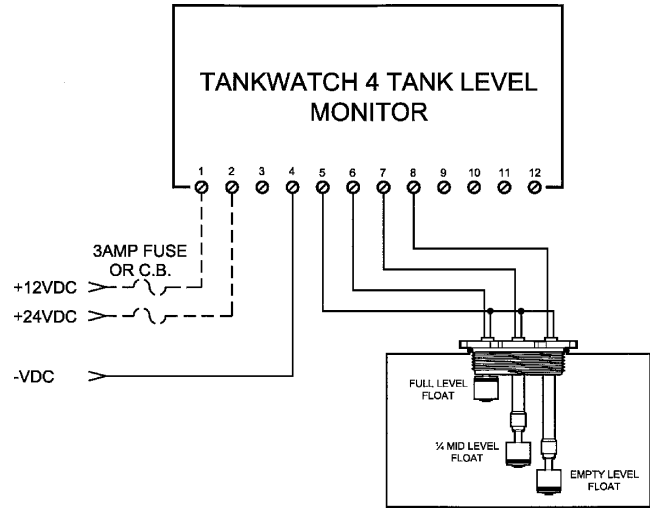 TANKWATCH 4 TANK LEVEL
MONITOR
1 2 3 4 5 6 7 8 9 10 11 12
3AMP FUSE
OR C.B.
+12VDC
+24VDC
-VDC
FULL LEVEL
FLOAT
¼ MID LEVEL
FLOAT
EMPTY LEVEL
FLOAT